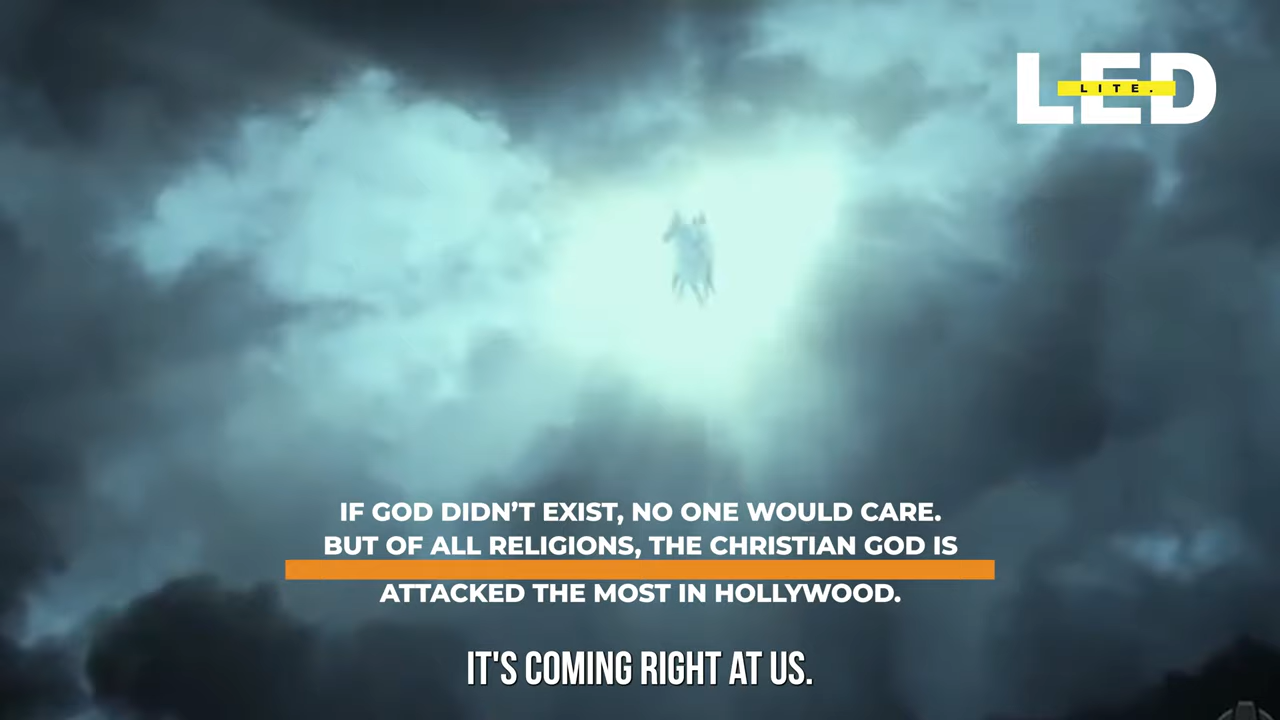 LED
LITE.
IF GOD DIDN'T EXIST, NO ONE WOULD CARE.
BUT OF ALL RELIGIONS, THE CHRISTIAN GOD IS
ATTACKED THE MOST IN HOLLYWOOD.
IT'S COMING RIGHT AT US.